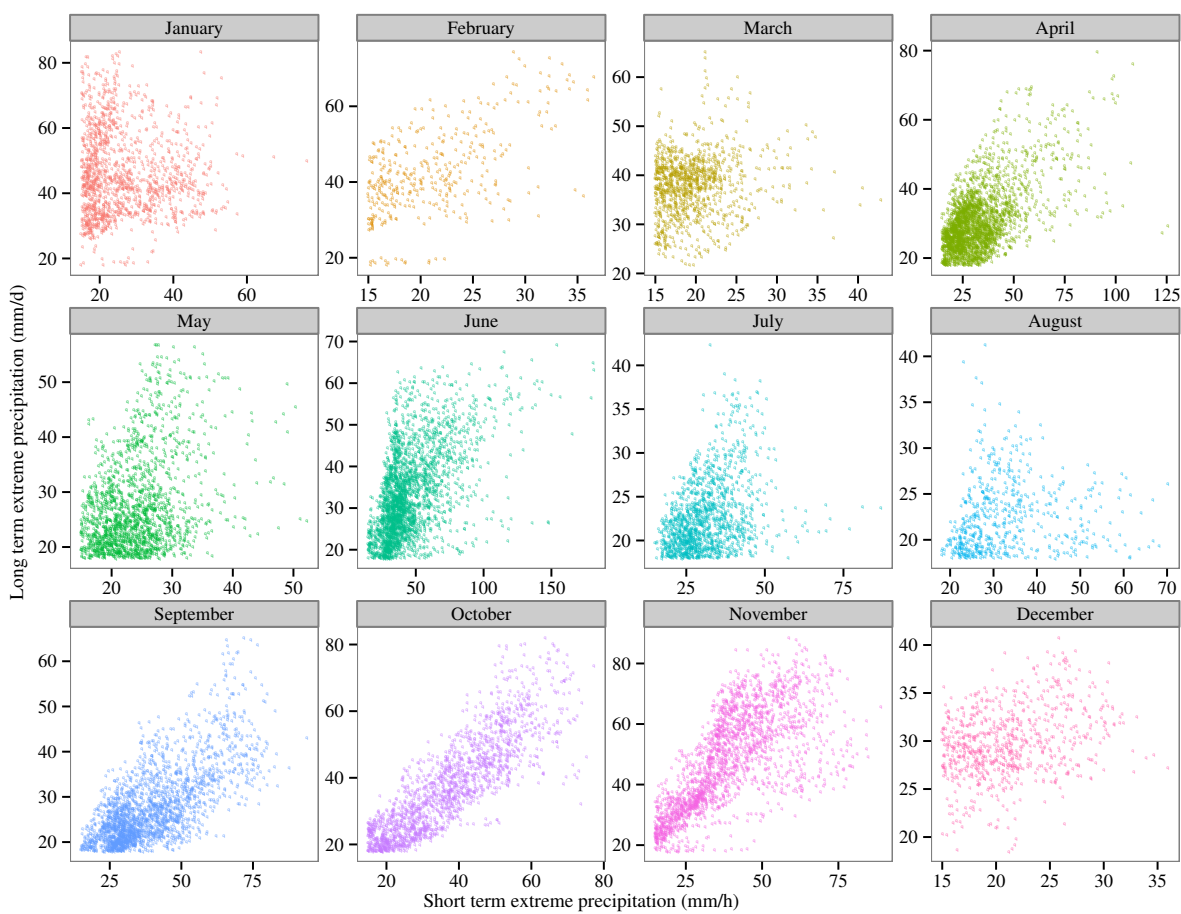 January February March April
80 60 40 20
60 40 20
60 50 40 30 20
80 60 40 20
20 40 60
15 20 25 30 35
15 20 25 30 35 40
25 50 75 100 125
May June July August
50 40 30 20
70 60 50 40 30 20
40 35 30 25 20
40 35 30 25 20
20 30 40 50
50 100 150
25 50 75
20 30 40 50 60 70
September October November December
60 50 40 30 20
80 60 40 20
80 60 40 20
40 35 30 25 20
25 50 75
20 40 60 80
25 50 75
15 20 25 30 35
Long term extreme precipitation (mm/d)
Short term extreme precipitation (mm/h)